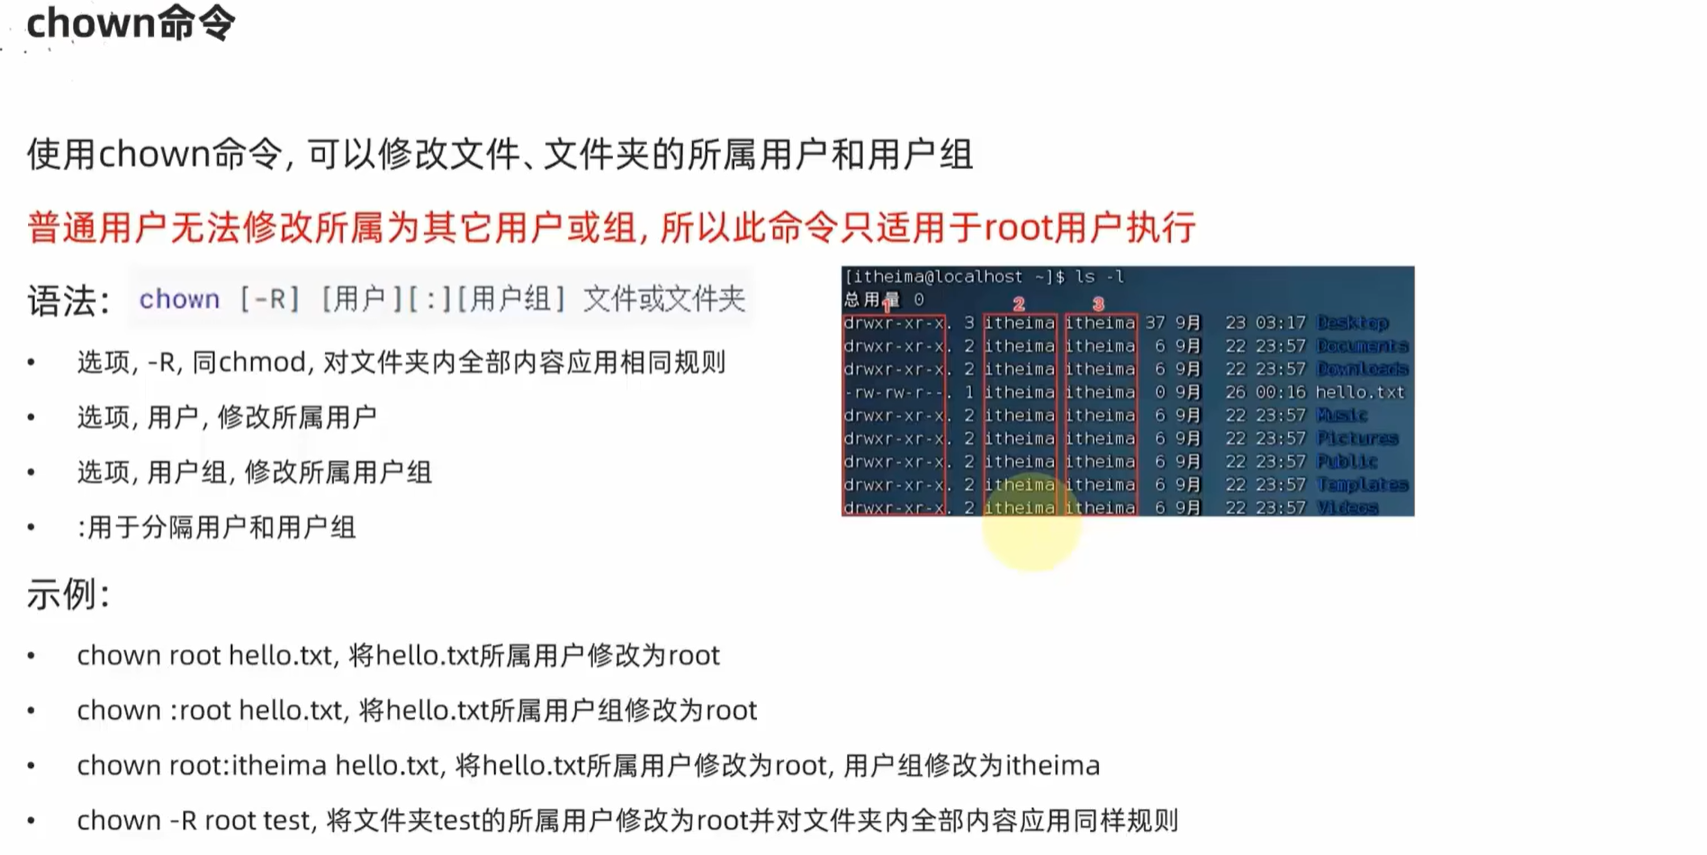 chown命令
使用chown命令, 可以修改文件、文件夹的所属用户和用户组
普通用户无法修改所属为其它用户或组, 所以此命令只适用于root用户执行
语法: chown [-R] [用户][:][用户组] 文件或文件夹
• 选项, -R, 同chmod, 对文件夹内全部内容应用相同规则
• 选项, 用户, 修改所属用户
• 选项, 用户组, 修改所属用户组
• :用于分隔用户和用户组
[itheima@localhost ~]$ ls -l
总用量 0
1 2 3
drwxr-xr-x. 3 itheima itheima 37 9月 23 03:17 Desktop
drwxr-xr-x. 2 itheima itheima 6 9月 22 23:57 Documents
drwxr-xr-x. 2 itheima itheima 6 9月 22 23:57 Downloads
-rw-rw-r--. 1 itheima itheima 0 9月 26 00:16 hello.txt
drwxr-xr-x. 2 itheima itheima 6 9月 22 23:57 Music
drwxr-xr-x. 2 itheima itheima 6 9月 22 23:57 Pictures
drwxr-xr-x. 2 itheima itheima 6 9月 22 23:57 Public
drwxr-xr-x. 2 itheima itheima 6 9月 22 23:57 Templates
drwxr-xr-x. 2 itheima itheima 6 9月 22 23:57 Videos
示例:
• chown root hello.txt, 将hello.txt所属用户修改为root
• chown :root hello.txt, 将hello.txt所属用户组修改为root
• chown root:itheima hello.txt, 将hello.txt所属用户修改为root, 用户组修改为itheima
• chown -R root test, 将文件夹test的所属用户修改为root并对文件夹内全部内容应用同样规则